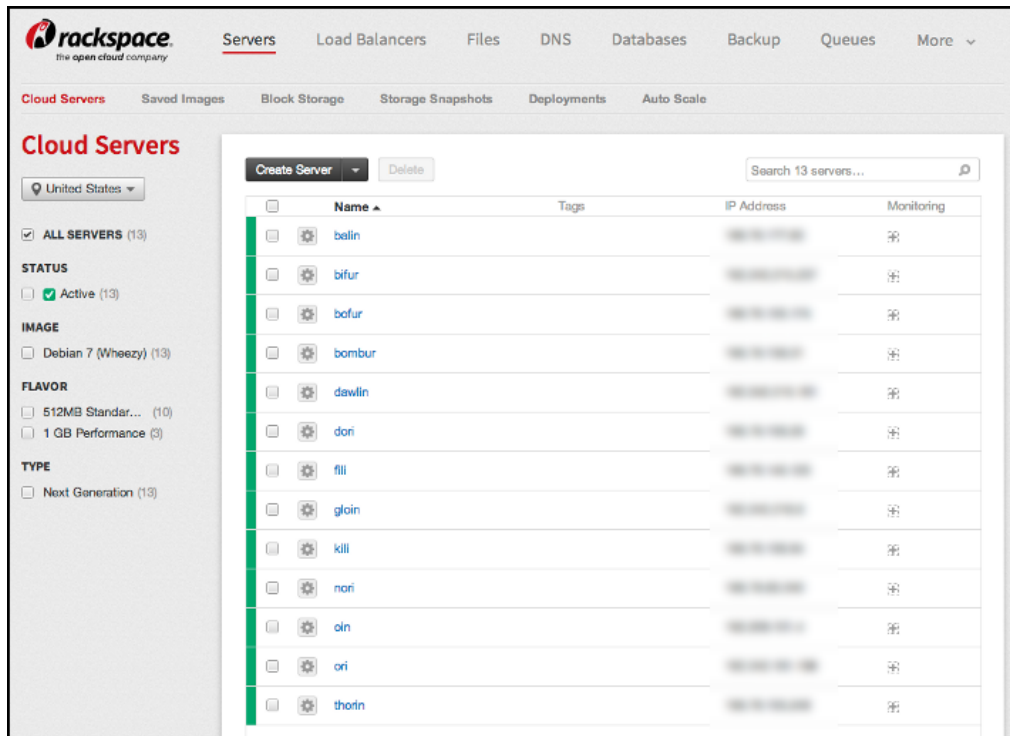 rackspace.
the open cloud company
Servers Load Balancers Files DNS Databases Backup Queues More
Cloud Servers Saved Images Block Storage Storage Snapshots Deployments Auto Scale
Cloud Servers
United States
ALL SERVERS (13)
STATUS
Active (13)
IMAGE
Debian 7 (Wheezy) (13)
FLAVOR
512MB Standar... (10)
1 GB Performance (3)
TYPE
Next Generation (13)
Create Server Delete Search 13 servers...
Name Tags IP Address Monitoring
balin
bifur
bofur
bombur
dawlin
dori
fili
gloin
kili
nori
oin
ori
thorin